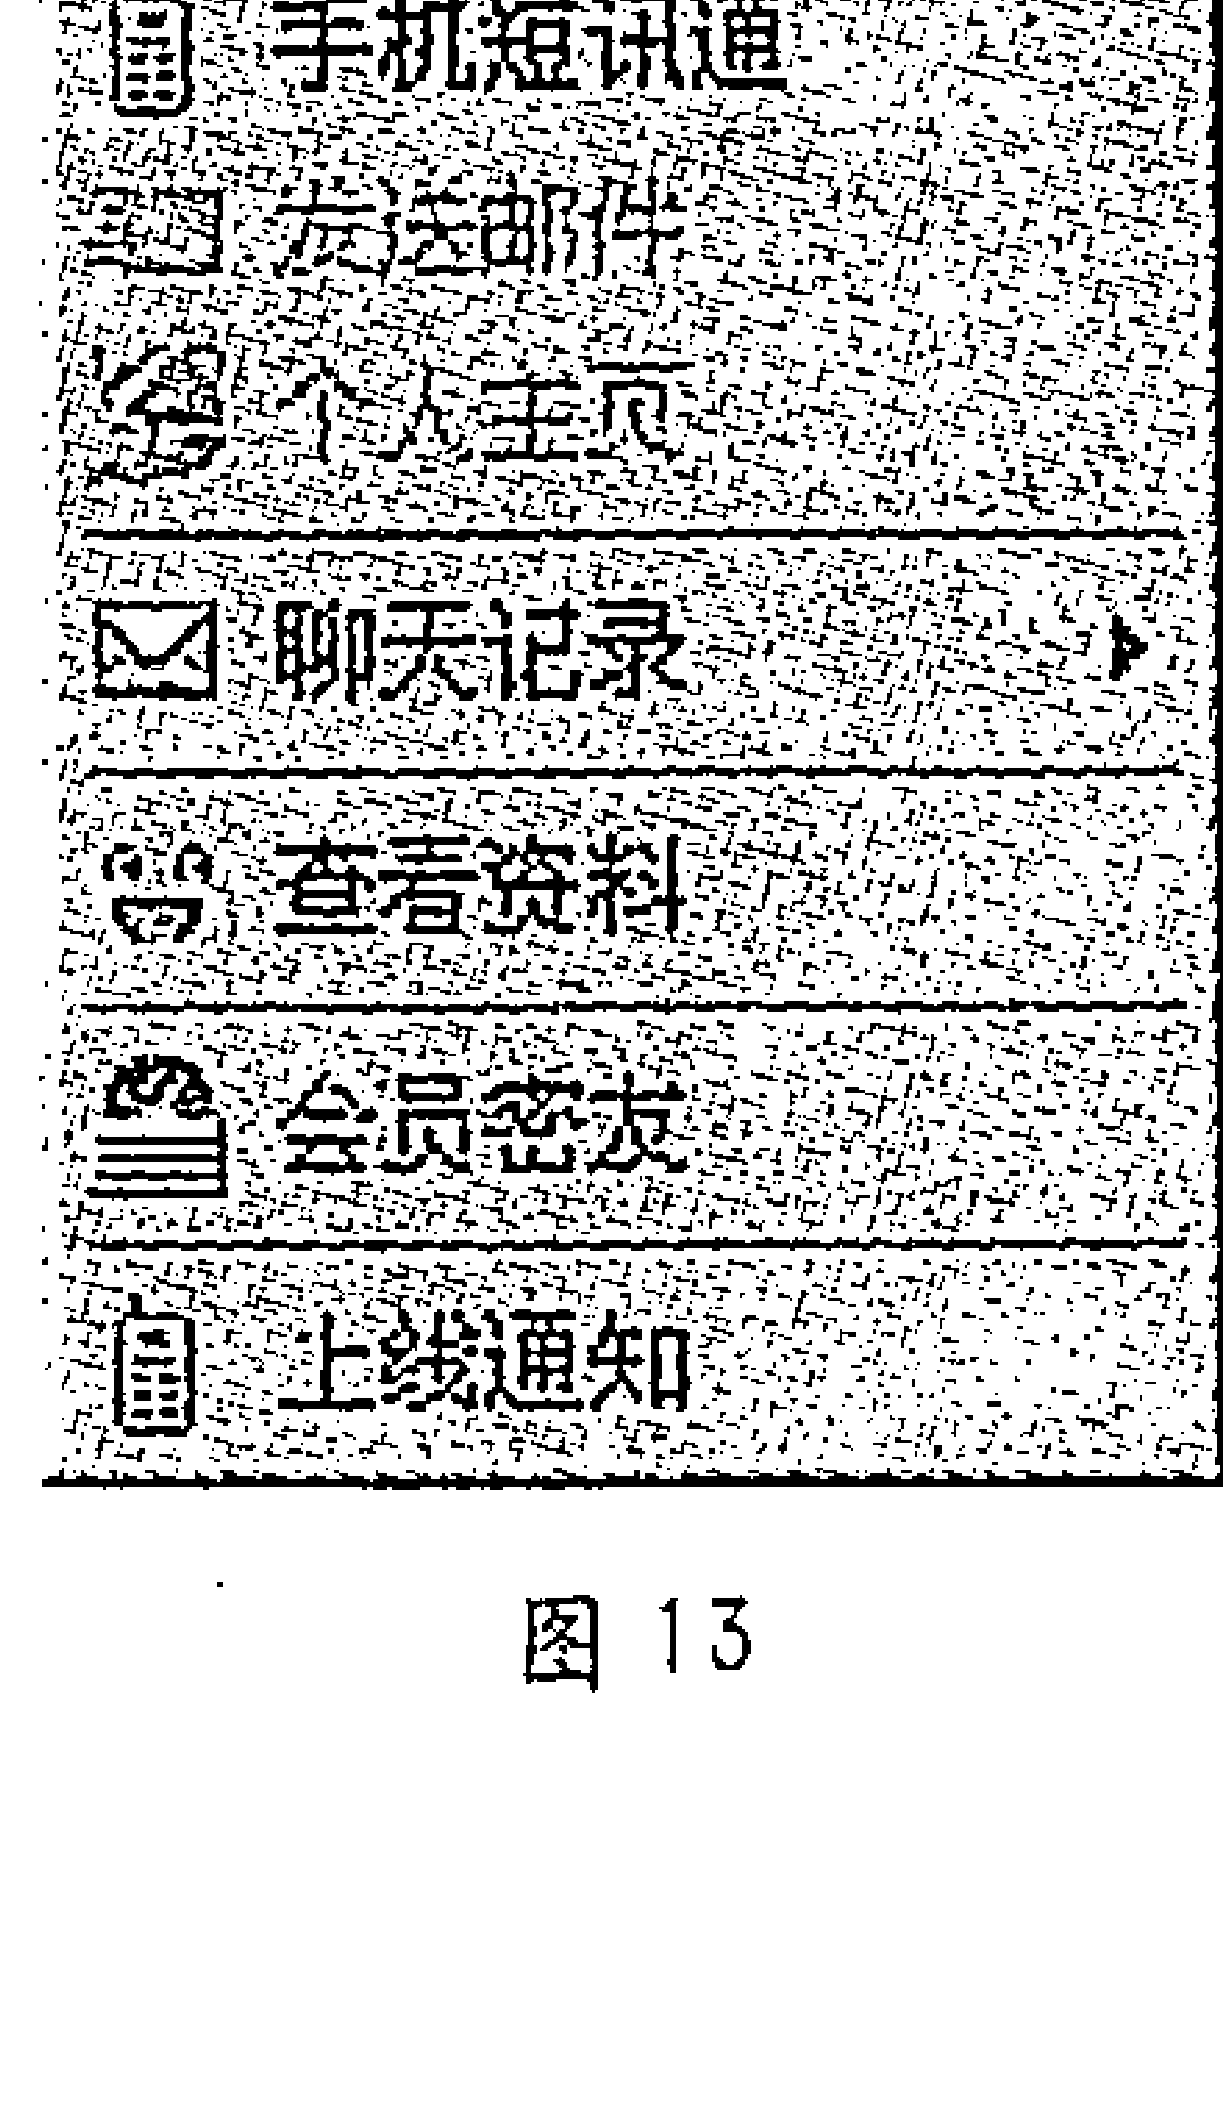 手机短讯通
发送邮件
个人主页
聊天记录
查看资料
会员密友
上线通知
图 13